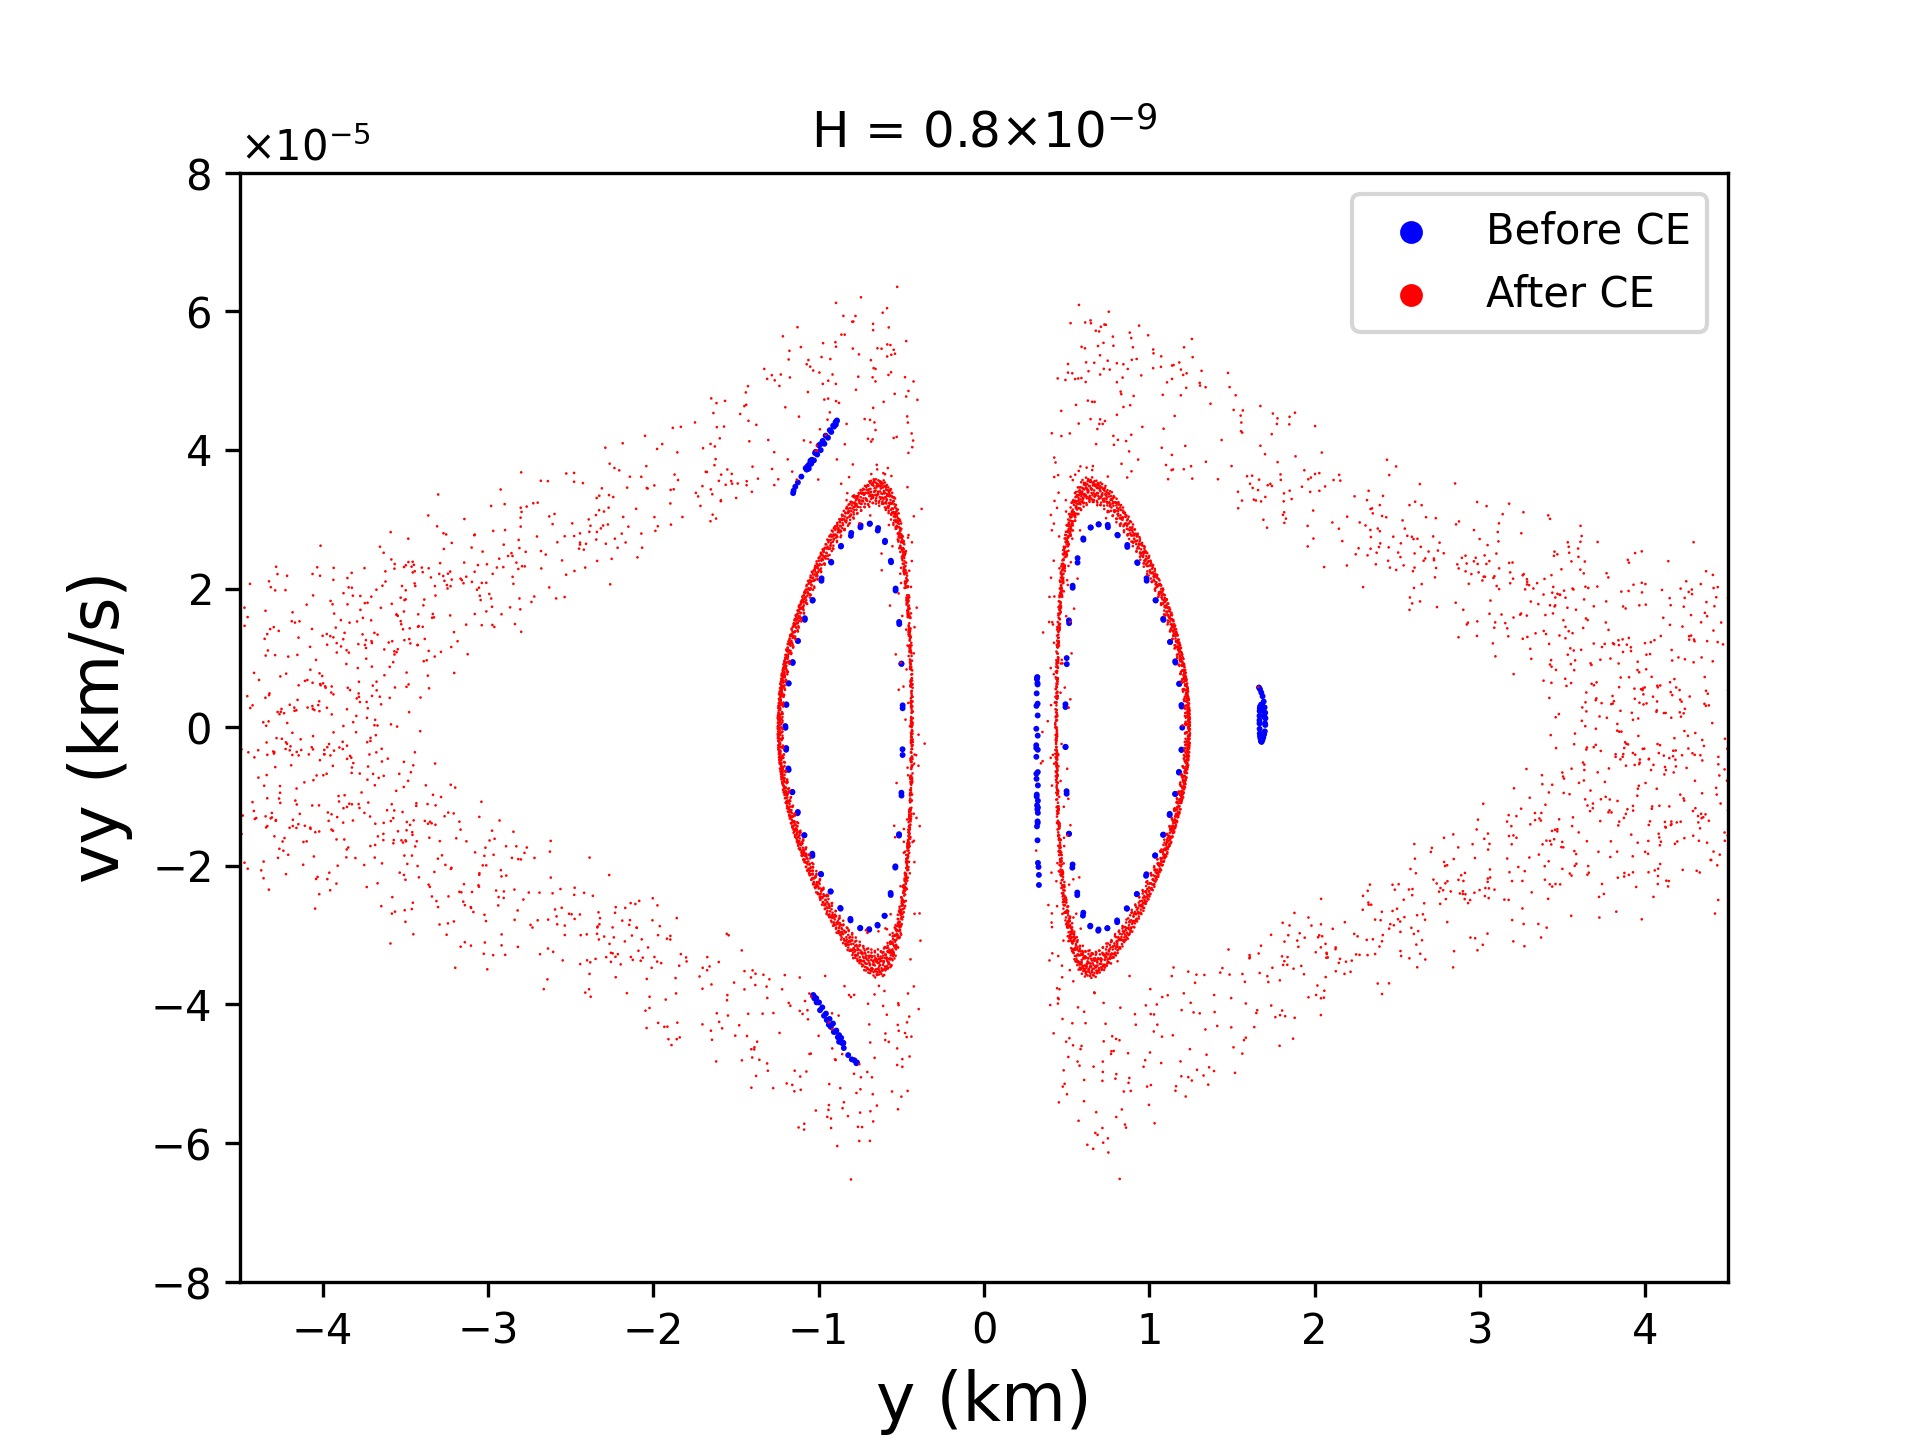 H = 0.8×10⁻⁹
×10⁻⁵
Before CE
After CE
8
6
4
2
0
−2
−4
−6
−8
vy (km/s)
−4 −3 −2 −1 0 1 2 3 4
y (km)